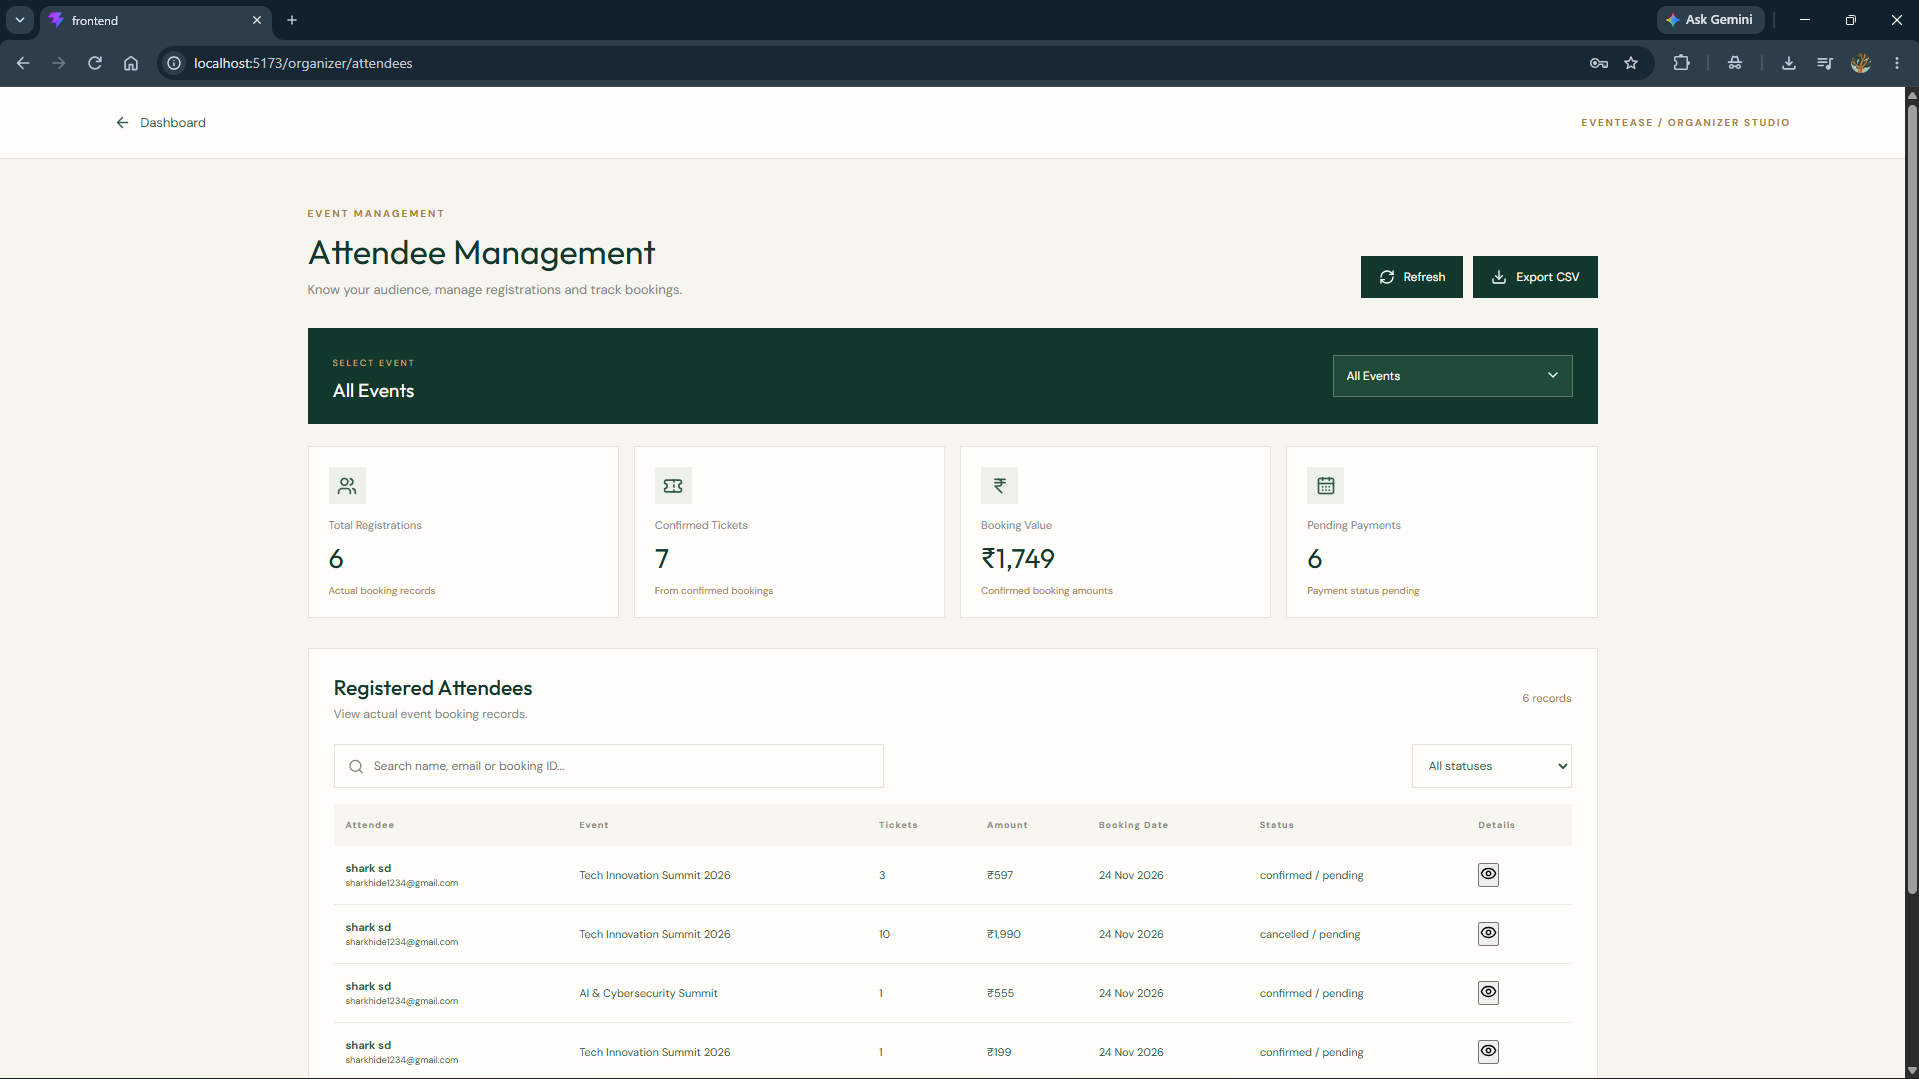 frontend
Ask Gemini
localhost:5173/organizer/attendees
Dashboard
EVENTEASE / ORGANIZER STUDIO
EVENT MANAGEMENT
Attendee Management
Know your audience, manage registrations and track bookings.
Refresh
Export CSV
SELECT EVENT
All Events
All Events
Total Registrations
6
Actual booking records
Confirmed Tickets
7
From confirmed bookings
Booking Value
₹1,749
Confirmed booking amounts
Pending Payments
6
Payment status pending
Registered Attendees
View actual event booking records.
6 records
Search name, email or booking ID...
All statuses
Attendee Event Tickets Amount Booking Date Status Details
shark sd
sharkhide1234@gmail.com
Tech Innovation Summit 2026 3 ₹597 24 Nov 2026 confirmed / pending
shark sd
sharkhide1234@gmail.com
Tech Innovation Summit 2026 10 ₹1,990 24 Nov 2026 cancelled / pending
shark sd
sharkhide1234@gmail.com
AI & Cybersecurity Summit 1 ₹555 24 Nov 2026 confirmed / pending
shark sd
sharkhide1234@gmail.com
Tech Innovation Summit 2026 1 ₹199 24 Nov 2026 confirmed / pending